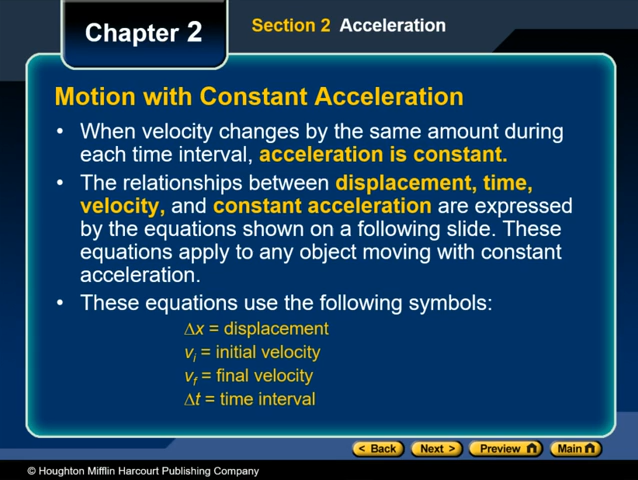 Chapter 2
Section 2 Acceleration
Motion with Constant Acceleration
• When velocity changes by the same amount during
each time interval, acceleration is constant.
• The relationships between displacement, time,
velocity, and constant acceleration are expressed
by the equations shown on a following slide. These
equations apply to any object moving with constant
acceleration.
• These equations use the following symbols:
Δx = displacement
vi = initial velocity
vf = final velocity
Δt = time interval
< Back Next > Preview Main
© Houghton Mifflin Harcourt Publishing Company